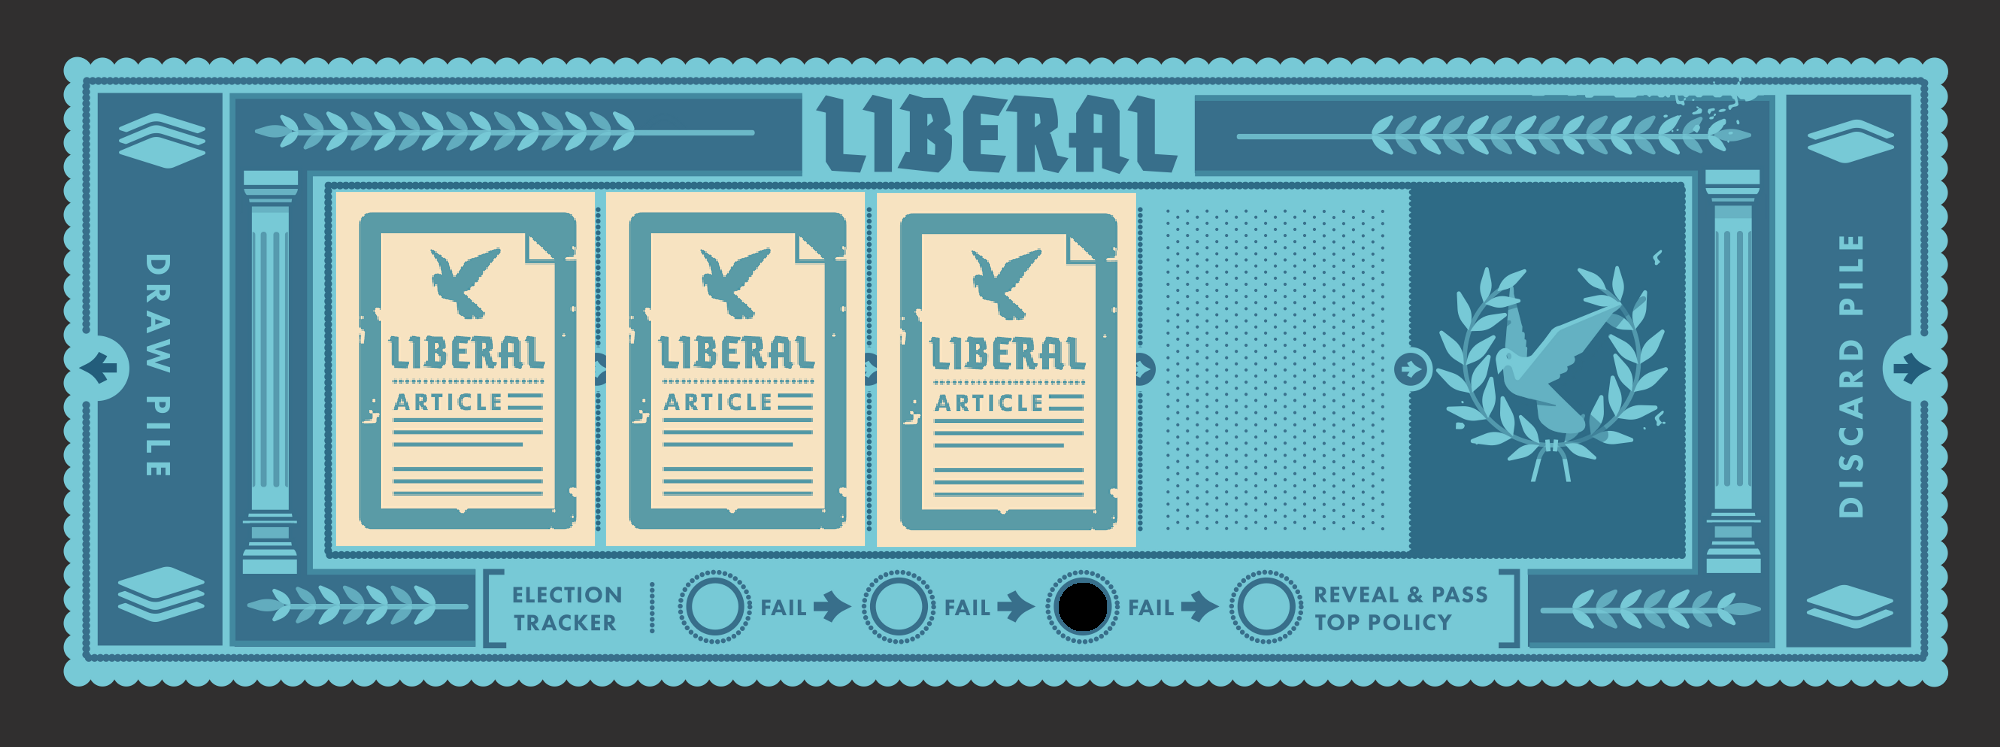 LIBERAL
DRAW PILE
LIBERAL
ARTICLE
LIBERAL
ARTICLE
LIBERAL
ARTICLE
DISCARD PILE
ELECTION
TRACKER
FAIL
FAIL
FAIL
REVEAL & PASS
TOP POLICY